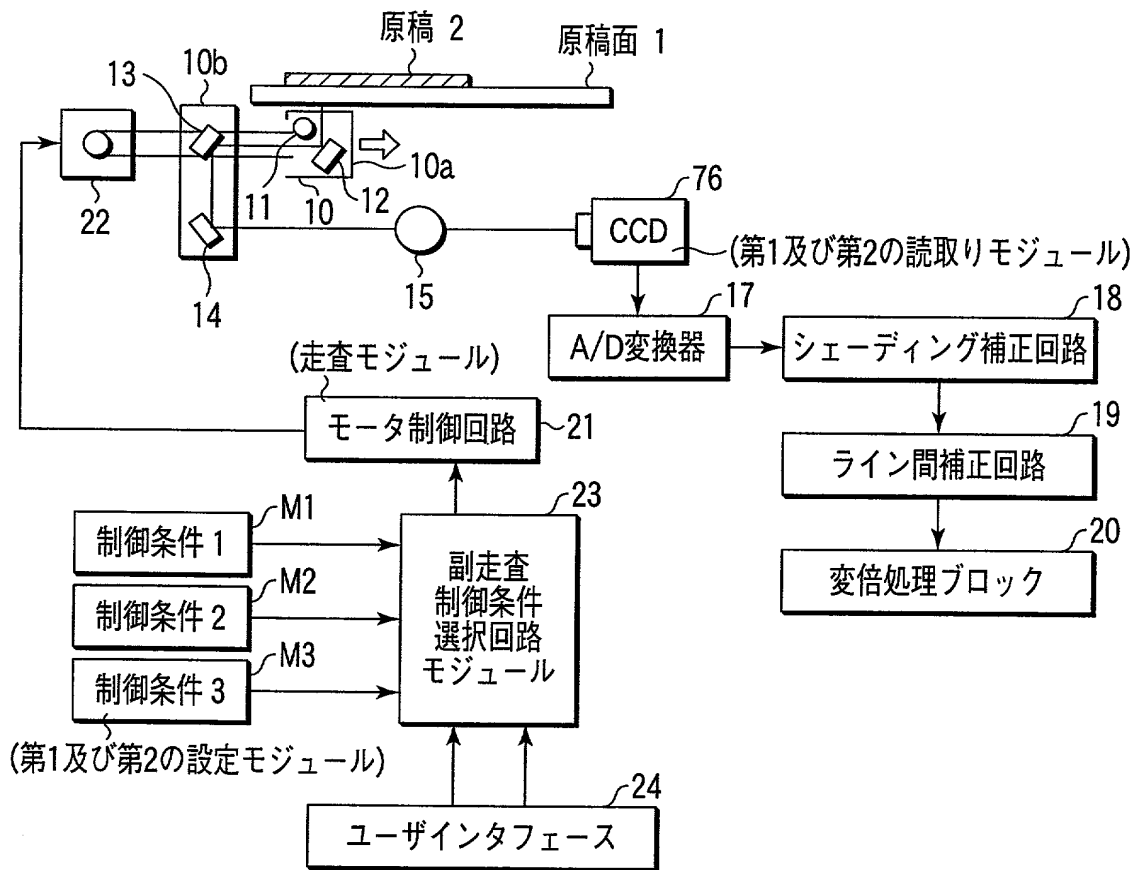 原稿 2
原稿面 1
10b
13
22
11
10
12
10a
14
15
76
CCD
(第1及び第2の読取りモジュール)
17
A/D変換器
18
シェーディング補正回路
19
ライン間補正回路
20
変倍処理ブロック
(走査モジュール)
モータ制御回路
21
23
副走査
制御条件
選択回路
モジュール
M1
制御条件 1
M2
制御条件 2
M3
制御条件 3
(第1及び第2の設定モジュール)
24
ユーザインタフェース